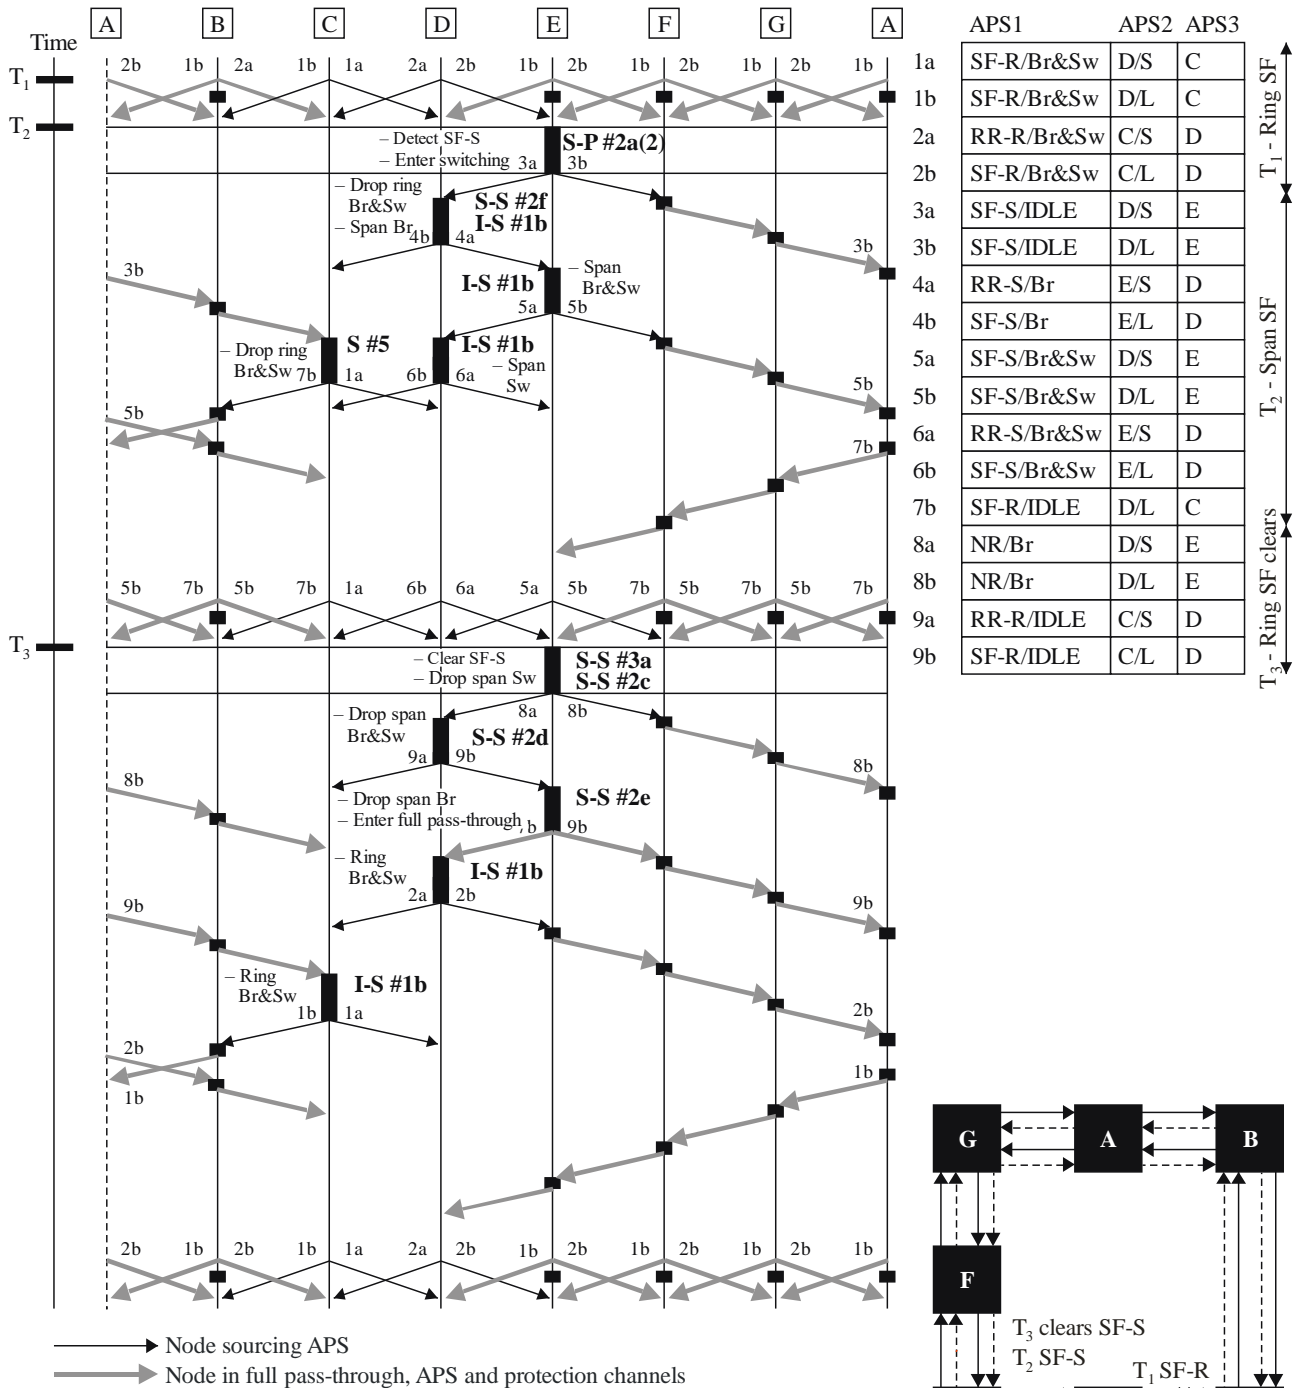 A B C D E F G A
Time
APS1 APS2 APS3
2b 1b 2a 1b 1a 2a 2b 1b 2b 1b 2b 1b 2b 1b
T1
T2
– Detect SF-S
– Enter switching
S-P #2a(2)
3a 3b
– Drop ring
Br&Sw
– Span Br
S-S #2f
I-S #1b
4b 4a
3b
3b
I-S #1b
– Span
Br&Sw
5a 5b
– Drop ring
Br&Sw
S #5
I-S #1b
– Span
Sw
7b 1a 6b 6a
5b
5b
7b
5b 7b 5b 7b 1a 6b 6a 5a 5b 7b 5b 7b 5b 7b
T3
– Clear SF-S
– Drop span Sw
S-S #3a
S-S #2c
8a 8b
– Drop span
Br&Sw
S-S #2d
9a 9b
8b
8b
– Drop span Br
– Enter full pass-through
S-S #2e
b 9b
– Ring
Br&Sw
I-S #1b
2a 2b
9b
9b
– Ring
Br&Sw
I-S #1b
1b 1a
2b
2b
1b
1b
2b 1b 2b 1b 1a 2a 2b 1b 2b 1b 2b 1b 2b 1b
Node sourcing APS
Node in full pass-through, APS and protection channels
1a SF-R/Br&Sw D/S C
1b SF-R/Br&Sw D/L C
2a RR-R/Br&Sw C/S D
2b SF-R/Br&Sw C/L D
3a SF-S/IDLE D/S E
3b SF-S/IDLE D/L E
4a RR-S/Br E/S D
4b SF-S/Br E/L D
5a SF-S/Br&Sw D/S E
5b SF-S/Br&Sw D/L E
6a RR-S/Br&Sw E/S D
6b SF-S/Br&Sw E/L D
7b SF-R/IDLE D/L C
8a NR/Br D/S E
8b NR/Br D/L E
9a RR-R/IDLE C/S D
9b SF-R/IDLE C/L D
T1 - Ring SF
T2 - Span SF
T3 - Ring SF clears
G A B
F
T3 clears SF-S
T2 SF-S
T1 SF-R